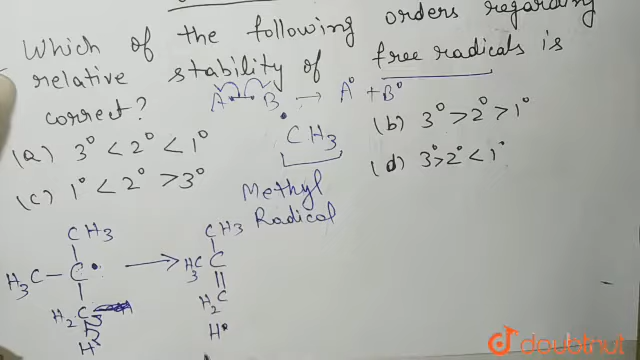 Which of the following orders regarding
relative stability of free radicals is
correct?
A — B → A° + B°
(a) 3° < 2° < 1°
(b) 3° > 2° > 1°
(c) 1° < 2° > 3°
(d) 3° > 2° < 1°
•CH3
Methyl
Radical
CH3
H3C — C •
H2C
H
→
CH3
H3C C
||
H2C
H•
doubtnut